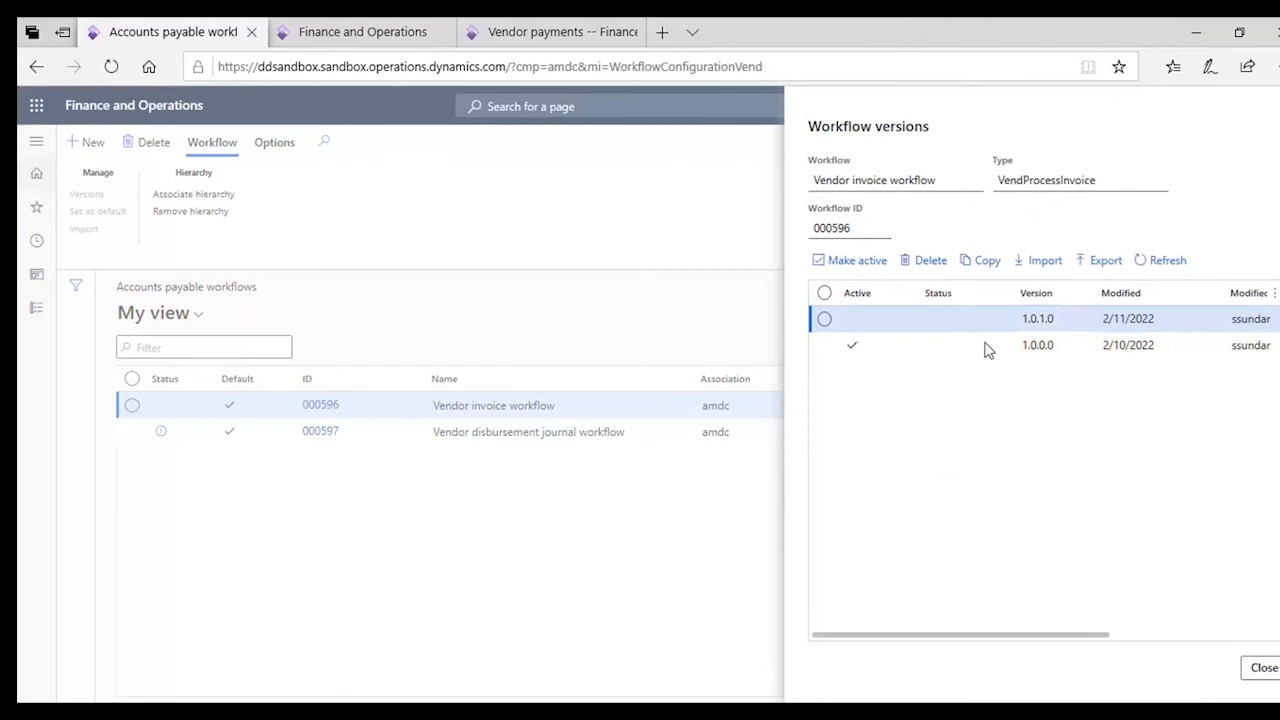 Accounts payable workf
Finance and Operations
Vendor payments -- Finance
https://ddsandbox.sandbox.operations.dynamics.com/?cmp=amdc&mi=WorkflowConfigurationVend
Finance and Operations
Search for a page
New
Delete
Workflow
Options
Manage
Versions
Set as default
Import
Hierarchy
Associate hierarchy
Remove hierarchy
Accounts payable workflows
My view
Filter
Status Default ID Name Association
000596 Vendor invoice workflow amdc
000597 Vendor disbursement journal workflow amdc
Workflow versions
Workflow Type
Vendor invoice workflow VendProcessInvoice
Workflow ID
000596
Make active Delete Copy Import Export Refresh
Active Status Version Modified Modified
1.0.1.0 2/11/2022 ssundar
1.0.0.0 2/10/2022 ssundar
Close